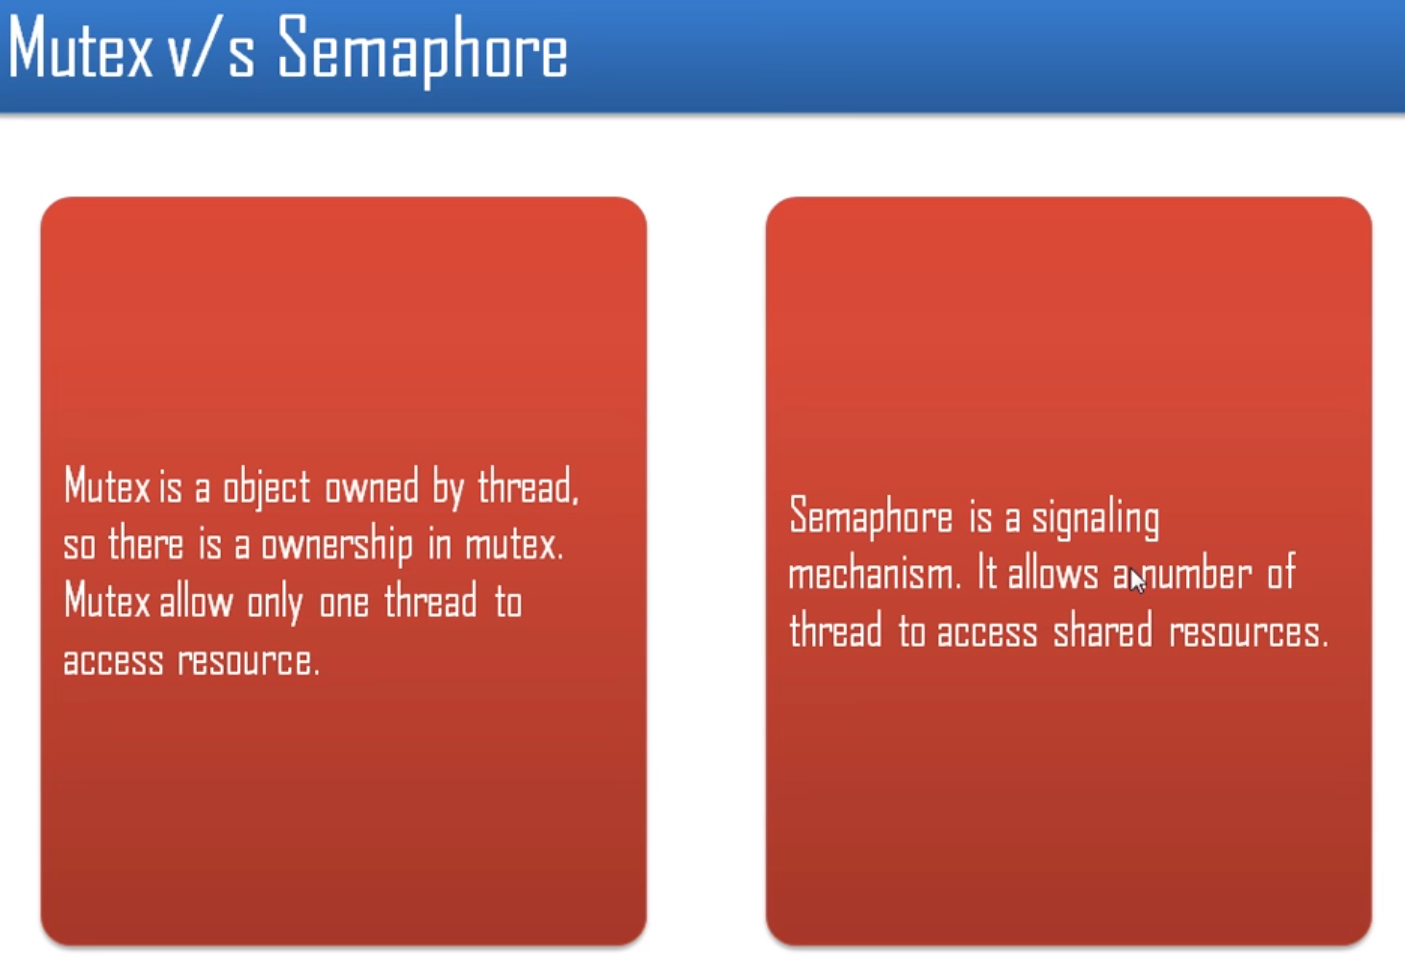 Mutex v/s Semaphore
Mutex is a object owned by thread,
so there is a ownership in mutex.
Mutex allow only one thread to
access resource.
Semaphore is a signaling
mechanism. It allows a number of
thread to access shared resources.